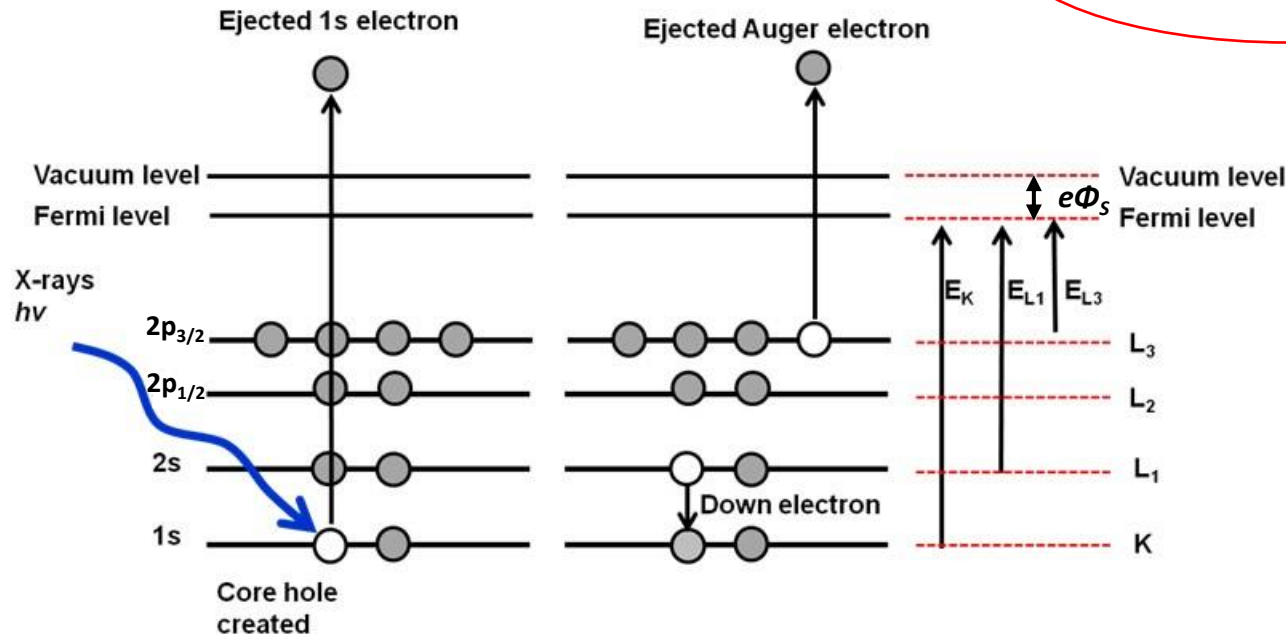 Ejected 1s electron
Ejected Auger electron
Vacuum level
Fermi level
X-rays
hν
2p3/2
2p1/2
2s
1s
Core hole
created
Down electron
Vacuum level
eΦS
Fermi level
EK
EL1
EL3
L3
L2
L1
K